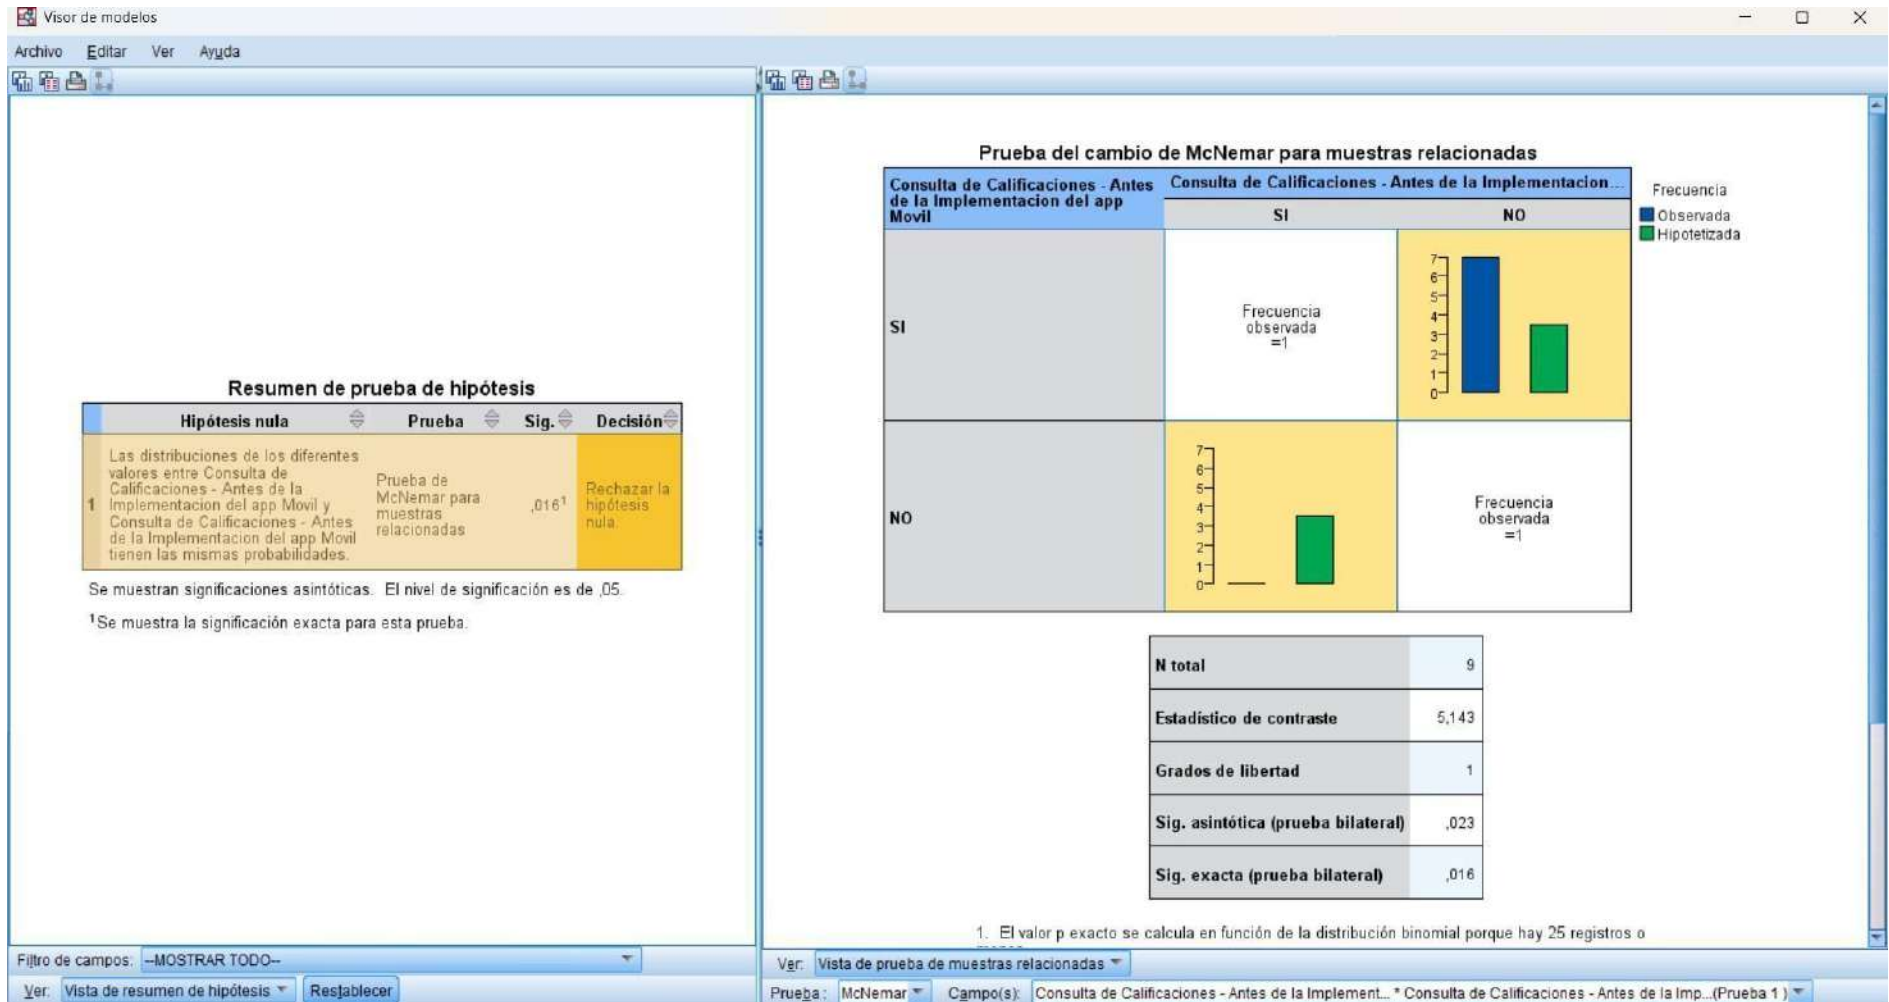 Visor de modelos
Archivo Editar Ver Ayuda
Resumen de prueba de hipótesis
Hipótesis nula Prueba Sig. Decisión
1
Las distribuciones de los diferentes
valores entre Consulta de
Calificaciones - Antes de la
Implementacion del app Movil y
Consulta de Calificaciones - Antes
de la Implementacion del app Movil
tienen las mismas probabilidades.
Prueba de
McNemar para
muestras
relacionadas
,016¹
Rechazar la
hipótesis
nula.
Se muestran significaciones asintóticas. El nivel de significación es de ,05.
¹Se muestra la significación exacta para esta prueba.
Filtro de campos: --MOSTRAR TODO--
Ver: Vista de resumen de hipótesis Restablecer
Prueba del cambio de McNemar para muestras relacionadas
Consulta de Calificaciones - Antes
de la Implementacion del app
Movil
Consulta de Calificaciones - Antes de la Implementacion...
SI NO
Frecuencia
Observada
Hipotetizada
SI
Frecuencia
observada
=1
7
6
5
4
3
2
1
0
NO
7
6
5
4
3
2
1
0
Frecuencia
observada
=1
N total 9
Estadístico de contraste 5,143
Grados de libertad 1
Sig. asintótica (prueba bilateral) ,023
Sig. exacta (prueba bilateral) ,016
1. El valor p exacto se calcula en función de la distribución binomial porque hay 25 registros o
Ver: Vista de prueba de muestras relacionadas
Prueba: McNemar Campo(s): Consulta de Calificaciones - Antes de la Implement... * Consulta de Calificaciones - Antes de la Imp...(Prueba 1 )